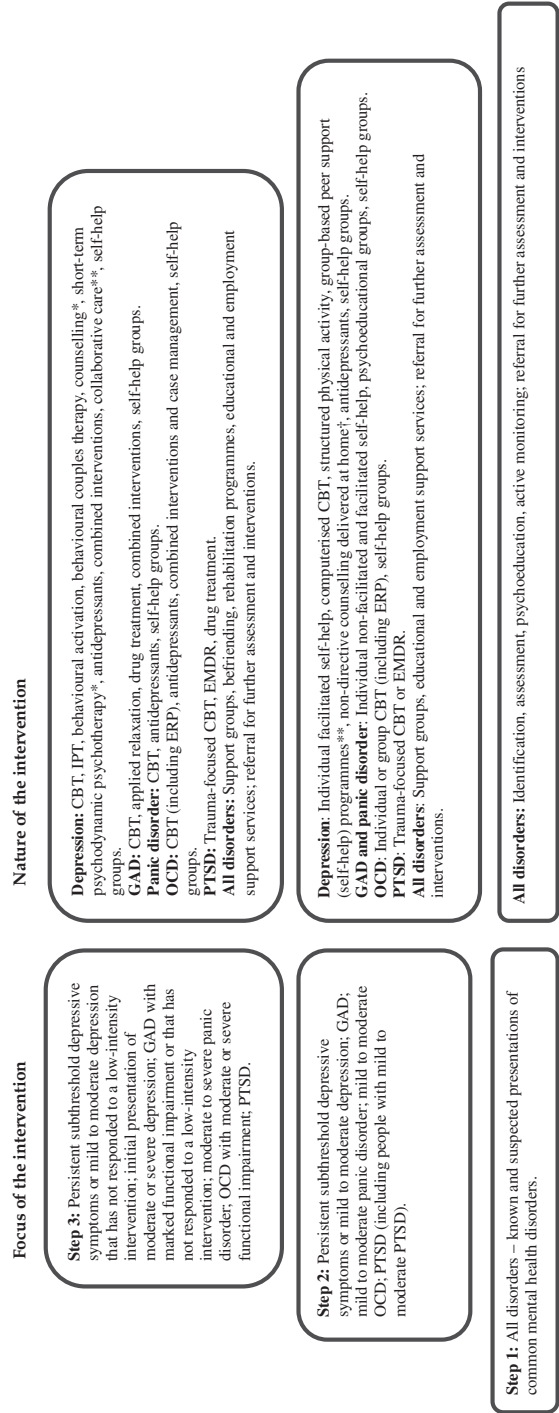 Focus of the intervention
Nature of the intervention
Step 3: Persistent subthreshold depressive
symptoms or mild to moderate depression
that has not responded to a low-intensity
intervention; initial presentation of
moderate or severe depression; GAD with
marked functional impairment or that has
not responded to a low-intensity
intervention; moderate to severe panic
disorder; OCD with moderate or severe
functional impairment; PTSD.
Depression: CBT, IPT, behavioural activation, behavioural couples therapy, counselling*, short-term
psychodynamic psychotherapy*, antidepressants, combined interventions, collaborative care**, self-help
groups.
GAD: CBT, applied relaxation, drug treatment, combined interventions, self-help groups.
Panic disorder: CBT, antidepressants, self-help groups.
OCD: CBT (including ERP), antidepressants, combined interventions and case management, self-help
groups.
PTSD: Trauma-focused CBT, EMDR, drug treatment.
All disorders: Support groups, befriending, rehabilitation programmes, educational and employment
support services; referral for further assessment and interventions.
Step 2: Persistent subthreshold depressive
symptoms or mild to moderate depression; GAD;
mild to moderate panic disorder; mild to moderate
OCD; PTSD (including people with mild to
moderate PTSD).
Depression: Individual facilitated self-help, computerised CBT, structured physical activity, group-based peer support
(self-help) programmes**, non-directive counselling delivered at home†, antidepressants, self-help groups.
GAD and panic disorder: Individual non-facilitated and facilitated self-help, psychoeducational groups, self-help groups.
OCD: Individual or group CBT (including ERP), self-help groups.
PTSD: Trauma-focused CBT or EMDR.
All disorders: Support groups, educational and employment support services; referral for further assessment and
interventions.
Step 1: All disorders – known and suspected presentations of
common mental health disorders.
All disorders: Identification, assessment, psychoeducation, active monitoring; referral for further assessment and interventions